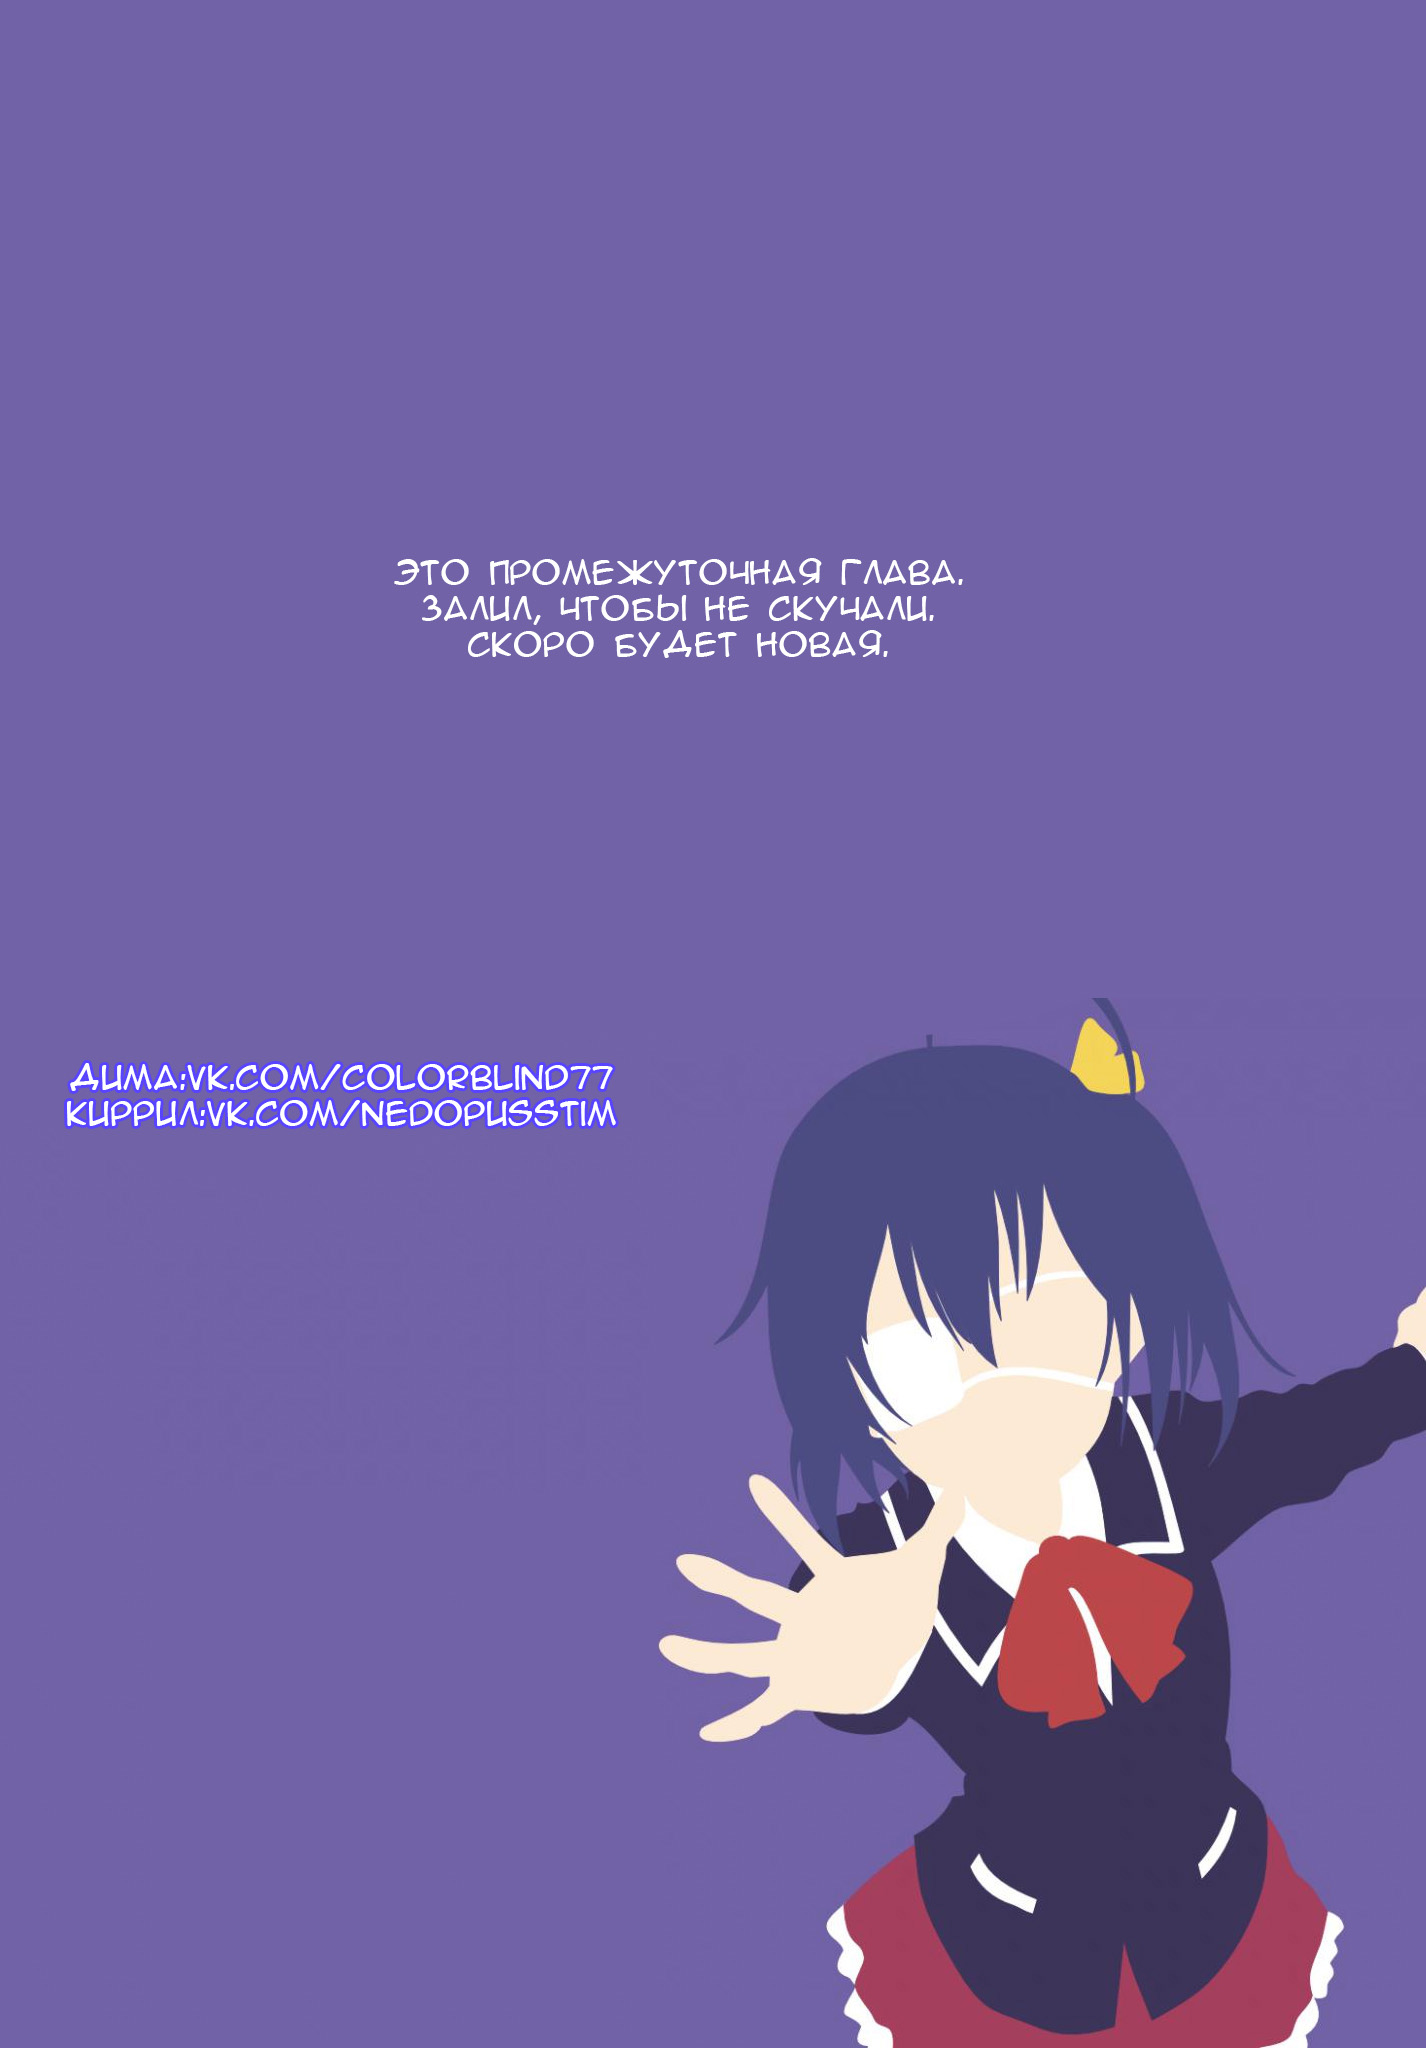 ЭТО ПРОМЕЖУТОЧНАЯ ГЛАВА.
ЗАЛИЛ, ЧТОБЫ НЕ СКУЧАЛИ.
СКОРО БУДЕТ НОВАЯ.
ДИМА:VK.COM/COLORBLIND77
КИРРИЛ:VK.COM/NEDOPUSSTIM